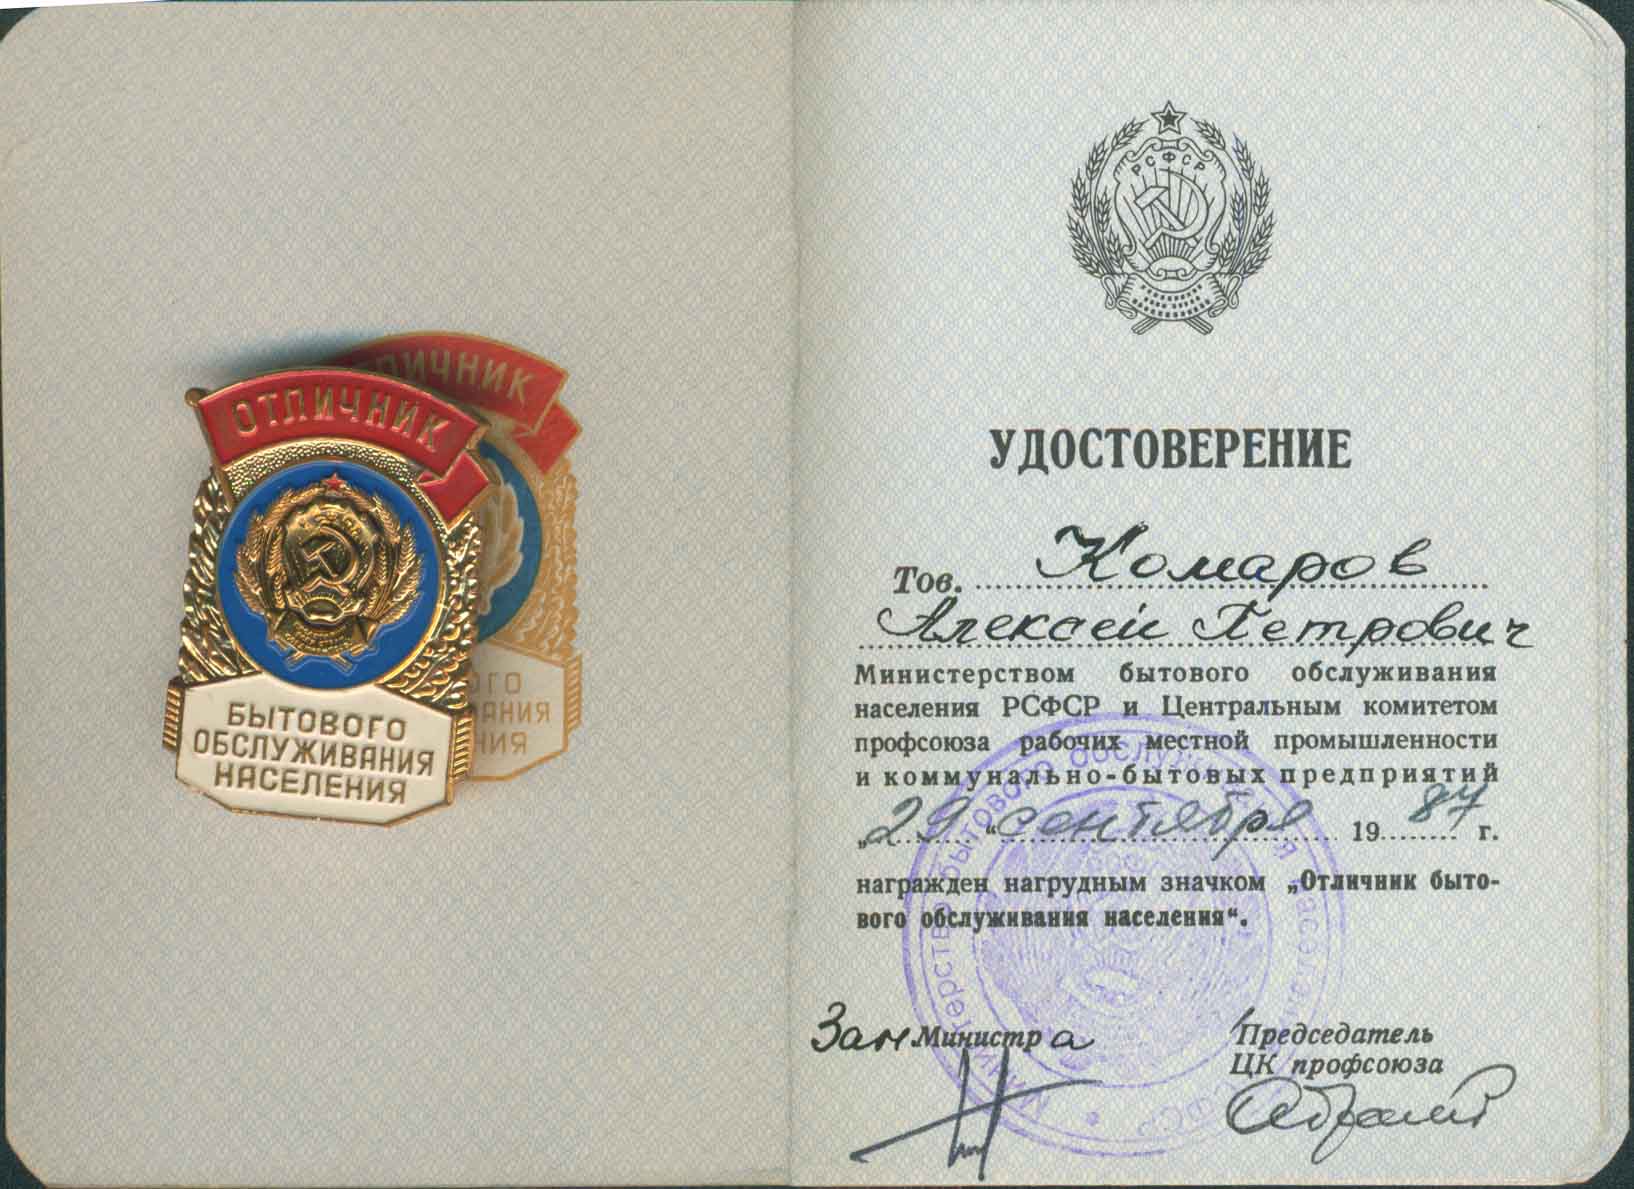 ОТЛИЧНИК
БЫТОВОГО
ОБСЛУЖИВАНИЯ
НАСЕЛЕНИЯ
РСФСР
УДОСТОВЕРЕНИЕ
Тов. Комаров
Алексей Петрович
Министерством бытового обслуживания
населения РСФСР и Центральным комитетом
профсоюза рабочих местной промышленности
и коммунально-бытовых предприятий
„29“ сентября 1987 г.
награжден нагрудным значком „Отличник быто-
вого обслуживания населения“.
Зам Министра
Председатель
ЦК профсоюза